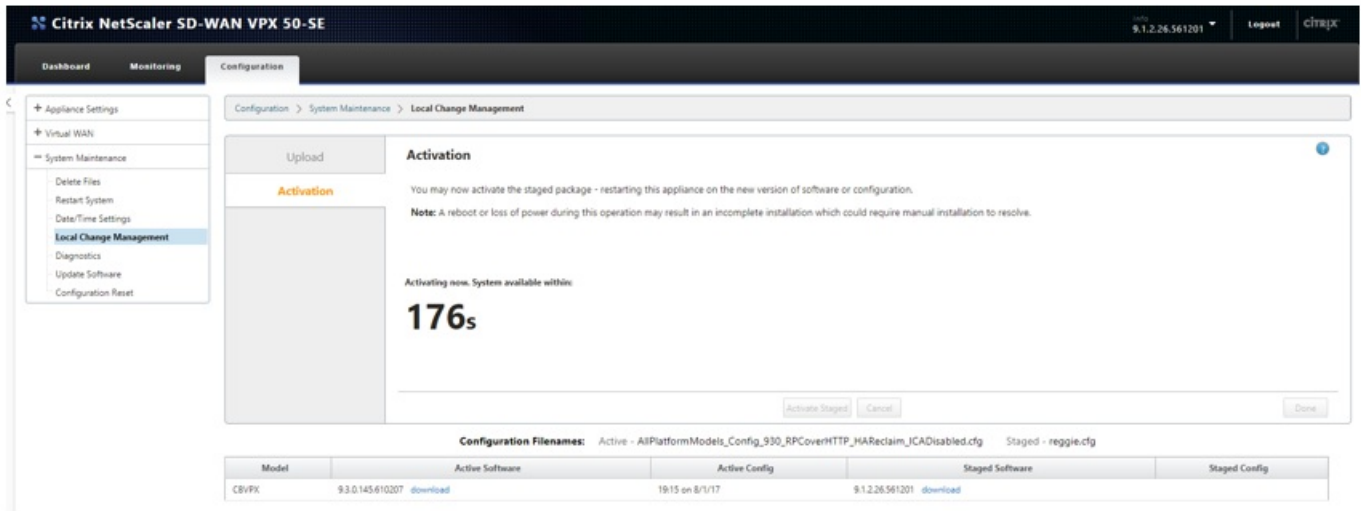 Citrix NetScaler SD-WAN VPX 50-SE
Info
9.1.2.26.561201
Logout
CITRIX
Dashboard Monitoring Configuration
+ Appliance Settings
+ Virtual WAN
− System Maintenance
Delete Files
Restart System
Date/Time Settings
Local Change Management
Diagnostics
Update Software
Configuration Reset
Configuration > System Maintenance > Local Change Management
Upload
Activation
Activation
?
You may now activate the staged package - restarting this appliance on the new version of software or configuration.
Note: A reboot or loss of power during this operation may result in an incomplete installation which could require manual installation to resolve.
Activating now. System available within:
176s
Activate Staged Cancel Done
Configuration Filenames: Active - AllPlatformModels_Config_930_RPCoverHTTP_HAReclaim_ICADisabled.cfg Staged - reggie.cfg
Model Active Software Active Config Staged Software Staged Config
CBVPX 9.3.0.145.610207 download 19:15 on 8/1/17 9.1.2.26.561201 download